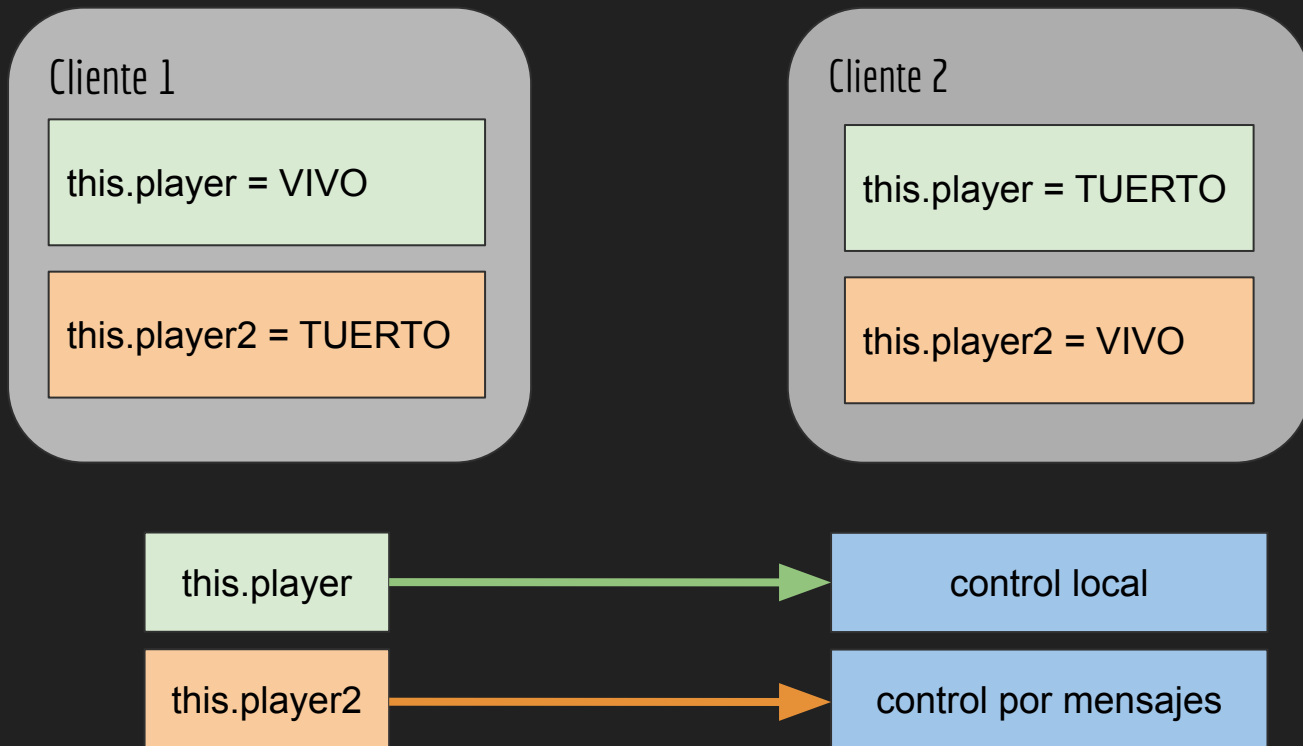 Cliente 1
this.player = VIVO
this.player2 = TUERTO
Cliente 2
this.player = TUERTO
this.player2 = VIVO
this.player
control local
this.player2
control por mensajes